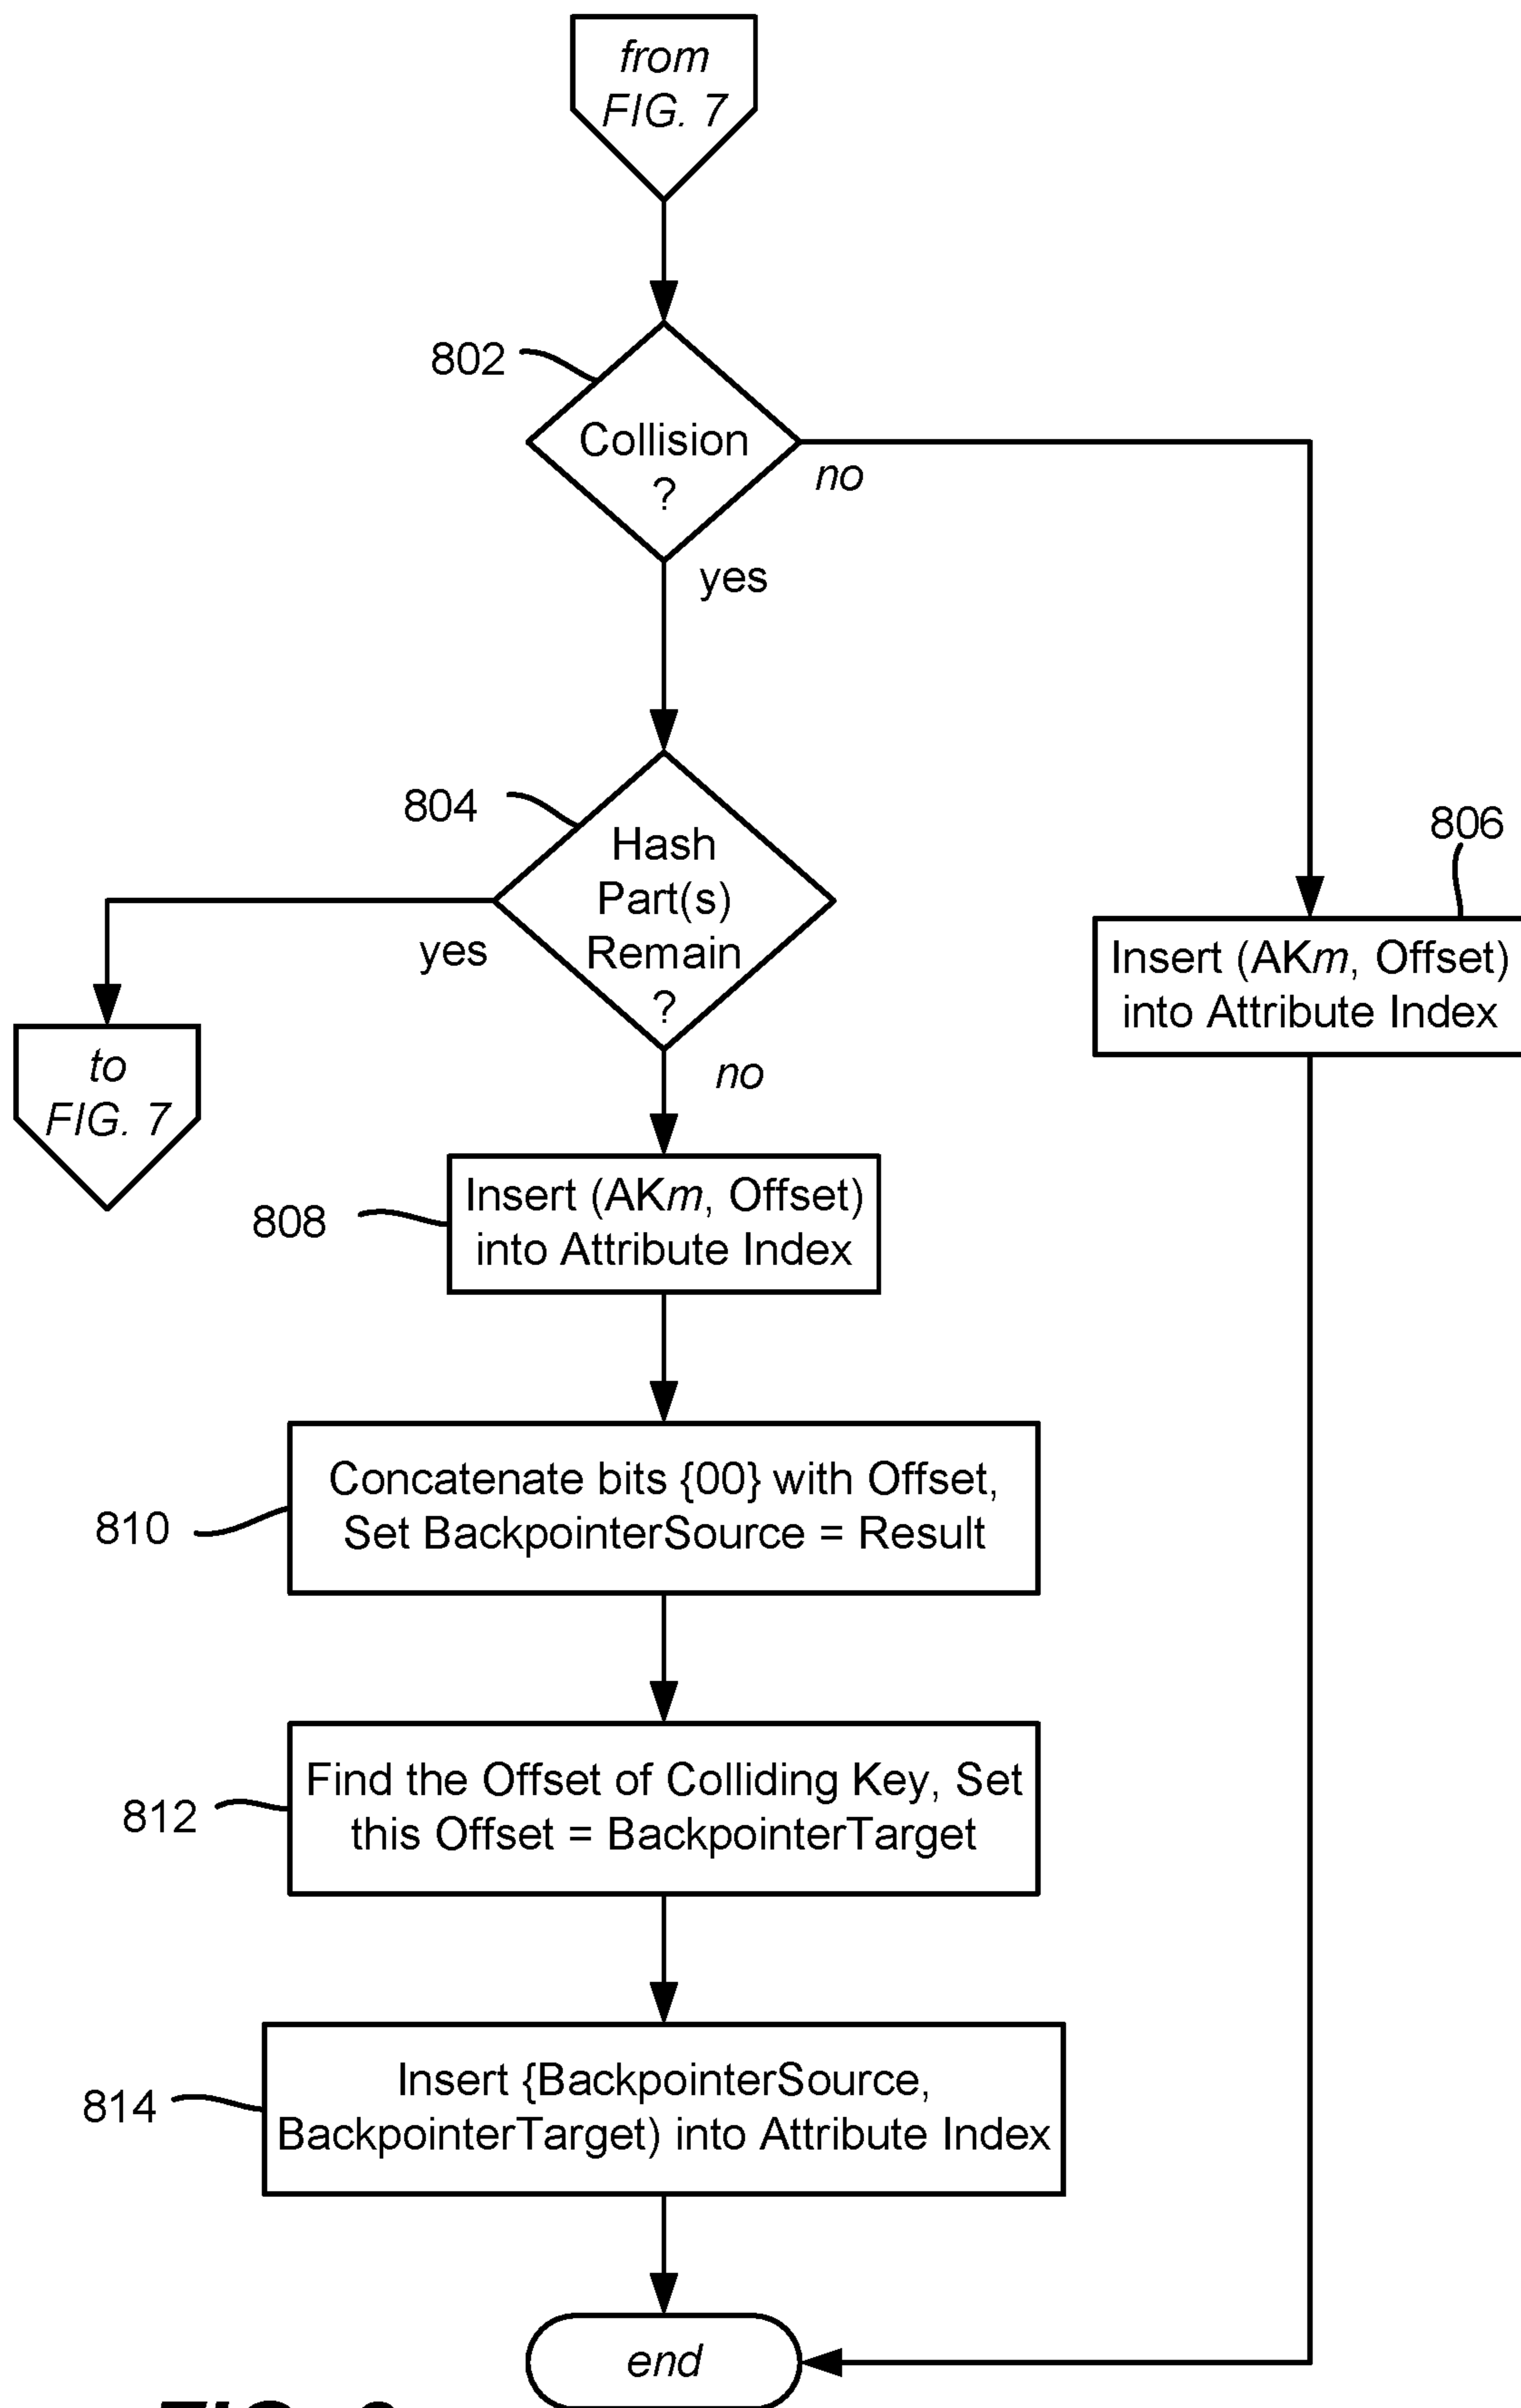 from
FIG. 7
802
Collision
?
no
yes
804
Hash
Part(s)
Remain
?
yes
no
806
Insert (AKm, Offset)
into Attribute Index
to
FIG. 7
808
Insert (AKm, Offset)
into Attribute Index
810
Concatenate bits {00} with Offset,
Set BackpointerSource = Result
812
Find the Offset of Colliding Key, Set
this Offset = BackpointerTarget
814
Insert {BackpointerSource,
BackpointerTarget) into Attribute Index
end